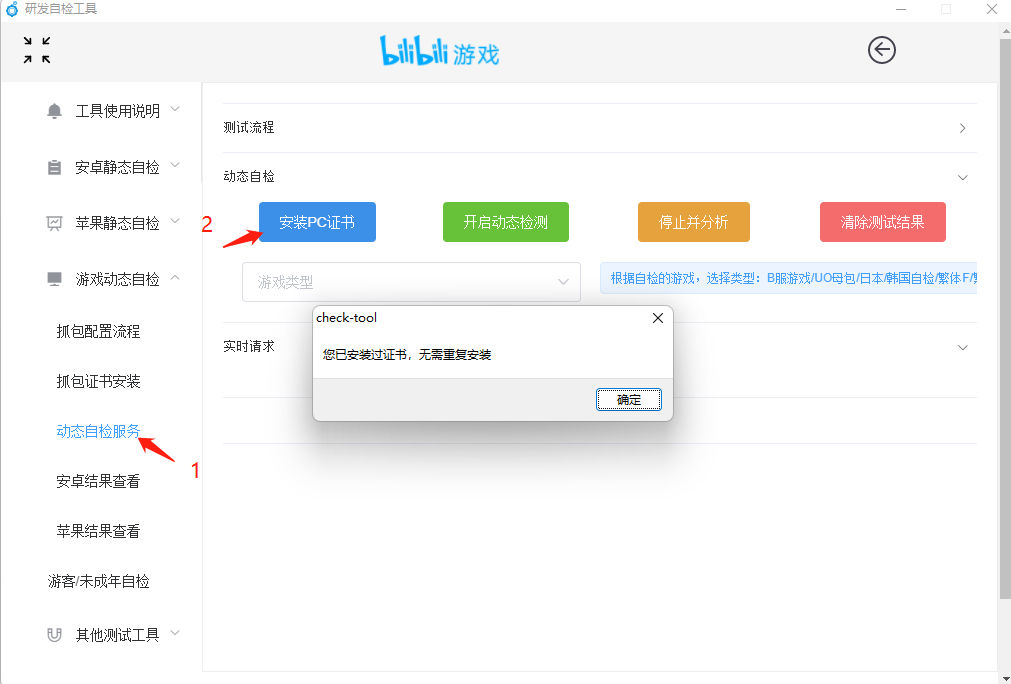 研发自检工具
bilibili游戏
工具使用说明
安卓静态自检
苹果静态自检
游戏动态自检
抓包配置流程
抓包证书安装
动态自检服务
1
安卓结果查看
苹果结果查看
游客/未成年自检
其他测试工具
测试流程
动态自检
2
安装PC证书
开启动态检测
停止并分析
清除测试结果
游戏类型
根据自检的游戏，选择类型：B服游戏/UO母包/日本/韩国自检/繁体F/
实时请求
check-tool
您已安装过证书，无需重复安装
确定